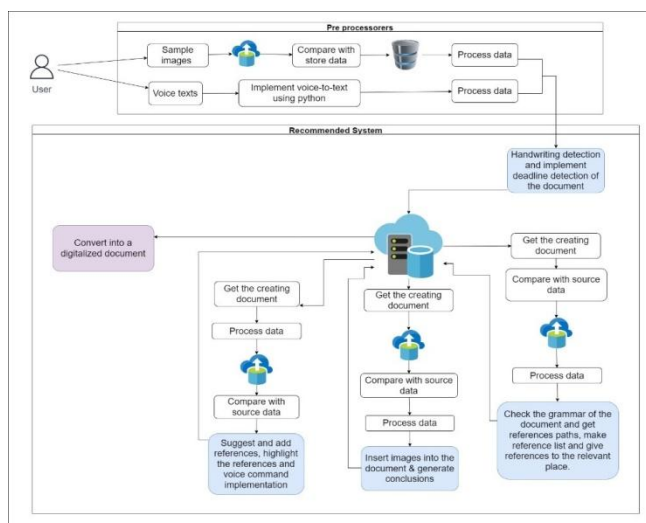 Pre processorers
Sample
images
Compare with
store data
Process data
User
Voice texts
Implement voice-to-text
using python
Process data
Recommended System
Handwriting detection
and implement
deadline detection of
the document
Convert into a
digitalized document
Get the creating
document
Compare with source
data
Process data
Check the grammar of
the document and get
references paths, make
reference list and give
references to the relevant
place.
Get the creating
document
Compare with source
data
Process data
Insert images into the
document & generate
conclusions
Get the creating
document
Process data
Compare with
source data
Suggest and add
references, highlight
the references and
voice command
implementation